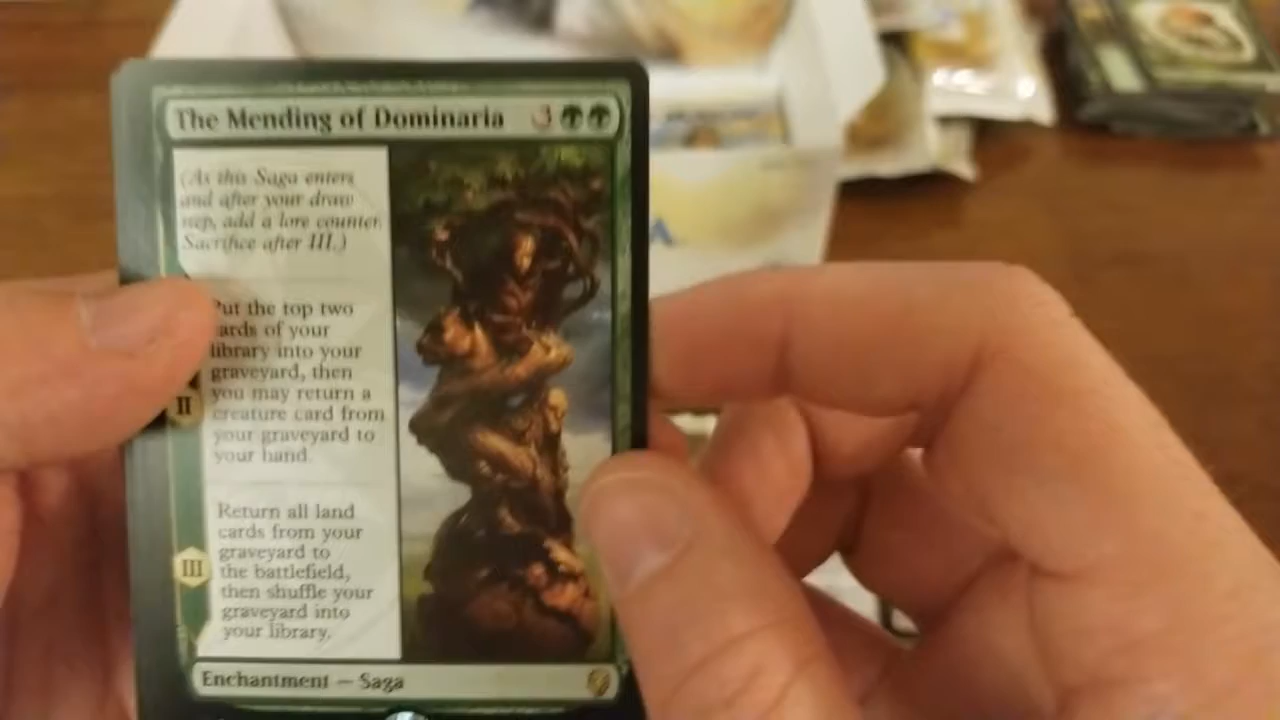 The Mending of Dominaria 3
(As this Saga enters
and after your draw
step, add a lore counter.
Sacrifice after III.)
Put the top two
cards of your
library into your
graveyard, then
you may return a
II
creature card from
your graveyard to
your hand.
Return all land
cards from your
graveyard to
III
the battlefield,
then shuffle your
graveyard into
your library.
Enchantment — Saga
A